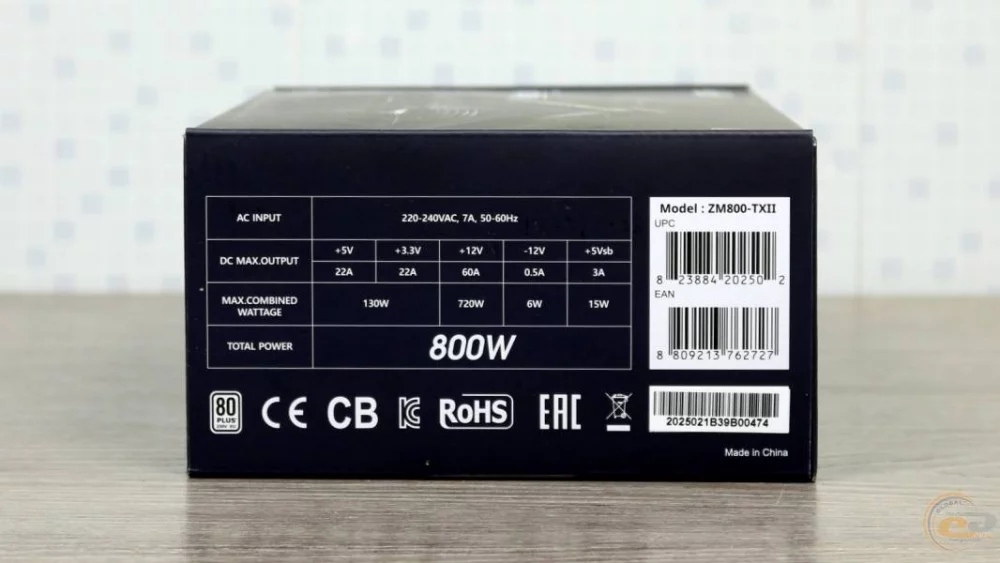 AC INPUT 220-240VAC, 7A, 50-60Hz
DC MAX.OUTPUT +5V +3.3V +12V -12V +5Vsb
22A 22A 60A 0.5A 3A
MAX.COMBINED
WATTAGE 130W 720W 6W 15W
TOTAL POWER 800W
80
PLUS
CE CB KC RoHS EAC
Model : ZM800-TXII
UPC
8 23884 20250 2
EAN
8 809213 762727
2025021B39B00474
Made in China